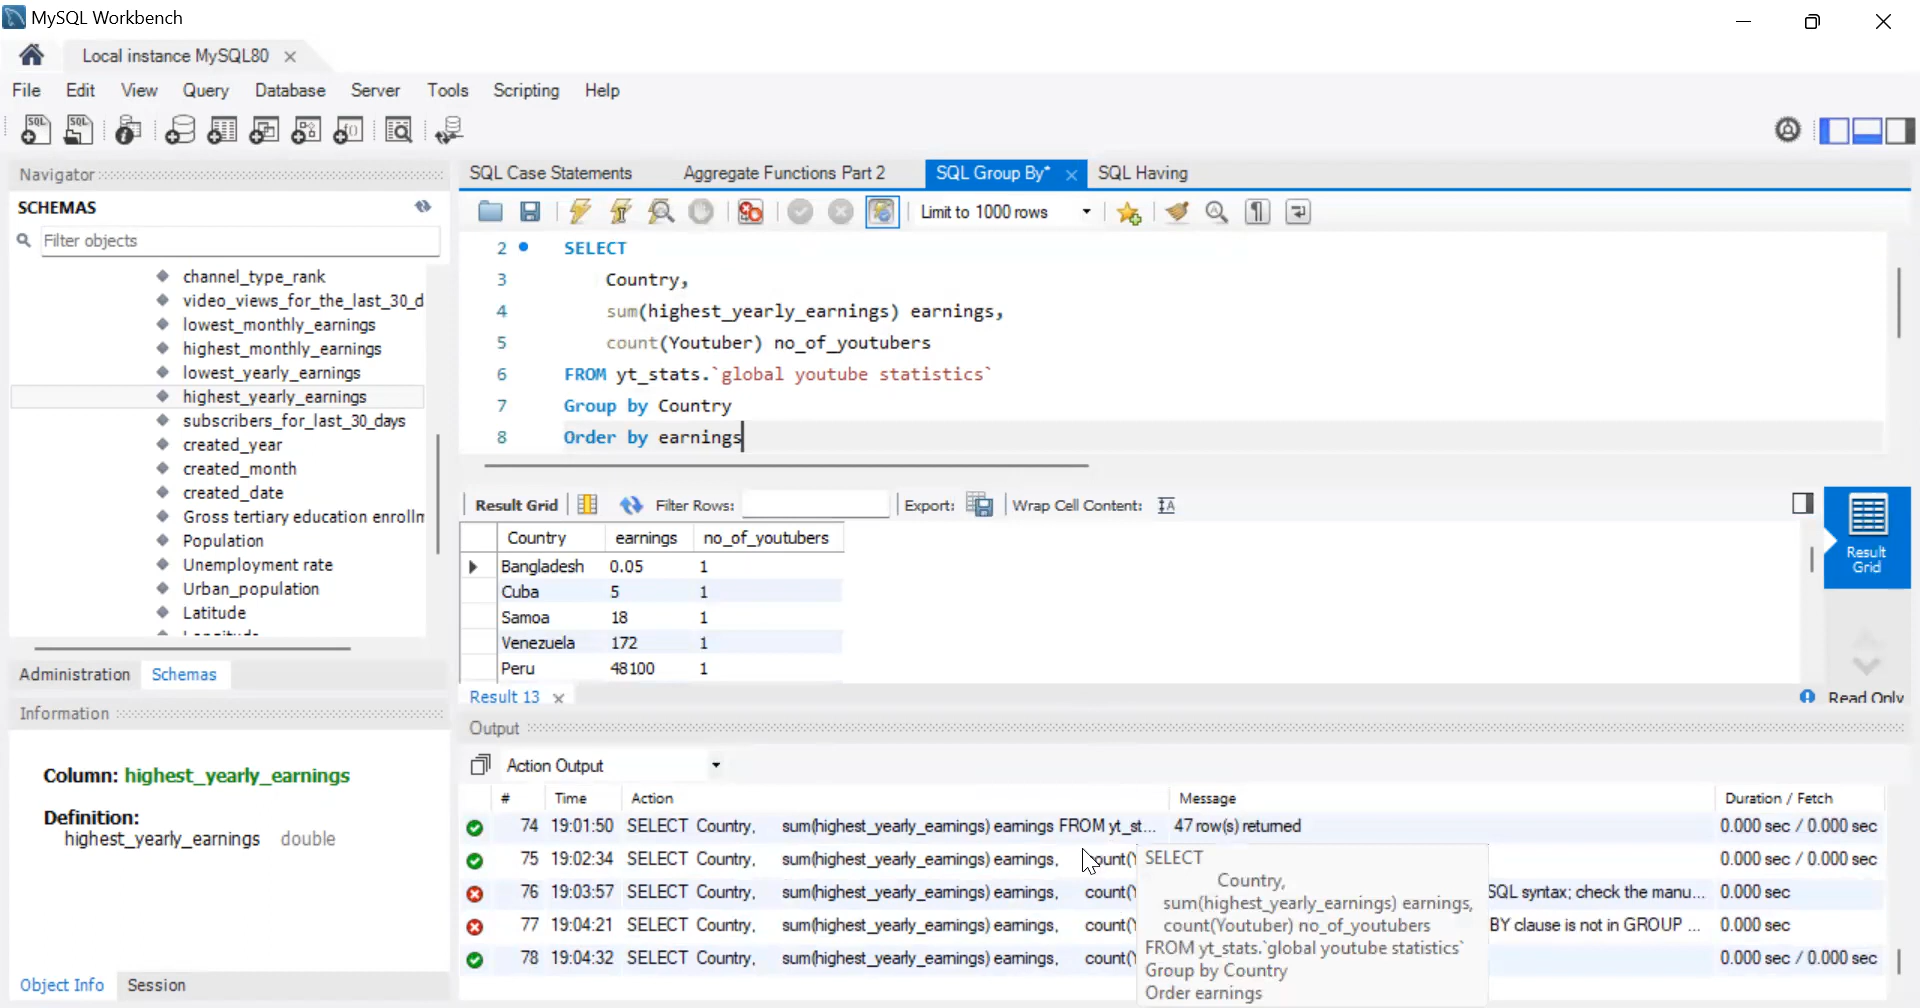 MySQL Workbench
Local instance MySQL80
File Edit View Query Database Server Tools Scripting Help
Navigator
SCHEMAS
Filter objects
channel_type_rank
video_views_for_the_last_30_d
lowest_monthly_earnings
highest_monthly_earnings
lowest_yearly_earnings
highest_yearly_earnings
subscribers_for_last_30_days
created_year
created_month
created_date
Gross tertiary education enrollm
Population
Unemployment rate
Urban_population
Latitude
Administration Schemas
Information
Column: highest_yearly_earnings
Definition:
highest_yearly_earnings double
Object Info Session
SQL Case Statements Aggregate Functions Part 2 SQL Group By* SQL Having
Limit to 1000 rows
2 SELECT
3 Country,
4 sum(highest_yearly_earnings) earnings,
5 count(Youtuber) no_of_youtubers
6 FROM yt_stats.`global youtube statistics`
7 Group by Country
8 Order by earnings
Result Grid Filter Rows: Export: Wrap Cell Content:
Country earnings no_of_youtubers
Bangladesh 0.05 1
Cuba 5 1
Samoa 18 1
Venezuela 172 1
Peru 48100 1
Result
Grid
Result 13 Read Only
Output
Action Output
# Time Action Message Duration / Fetch
74 19:01:50 SELECT Country, sum(highest_yearly_earnings) earnings FROM yt_st... 47 row(s) returned 0.000 sec / 0.000 sec
75 19:02:34 SELECT Country, sum(highest_yearly_earnings) earnings, 0.000 sec / 0.000 sec
76 19:03:57 SELECT Country, sum(highest_yearly_earnings) earnings, count(Y SQL syntax; check the manu... 0.000 sec
77 19:04:21 SELECT Country, sum(highest_yearly_earnings) earnings, count(Y BY clause is not in GROUP ... 0.000 sec
78 19:04:32 SELECT Country, sum(highest_yearly_earnings) earnings, count(Y 0.000 sec / 0.000 sec
SELECT
Country,
sum(highest_yearly_earnings) earnings,
count(Youtuber) no_of_youtubers
FROM yt_stats.`global youtube statistics`
Group by Country
Order earnings